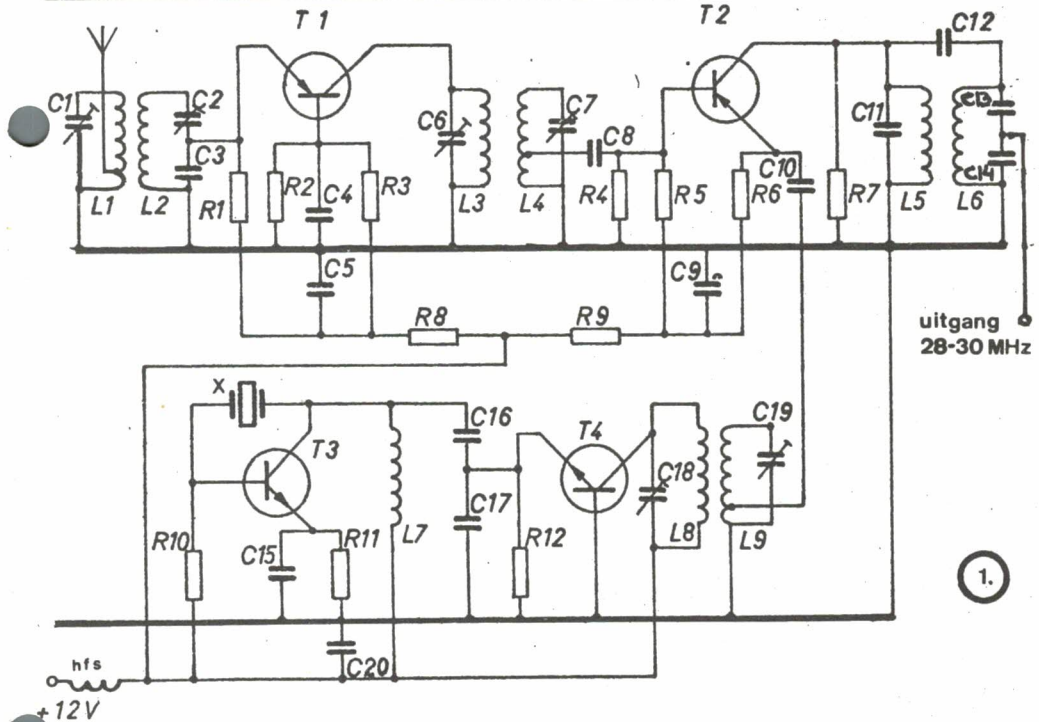 T 1
T 2
C12
C1
C2
C3
L1
L2
R1
R2
C4
R3
C6
L3
C7
L4
C8
R4
R5
C10
R6
R7
C11
L5
C13
C14
L6
C5
C9
R8
R9
uitgang
28-30 MHz
X
T3
C16
T4
C19
C18
C17
R10
C15
R11
L7
R12
L8
L9
1.
hfs
C20
+12V